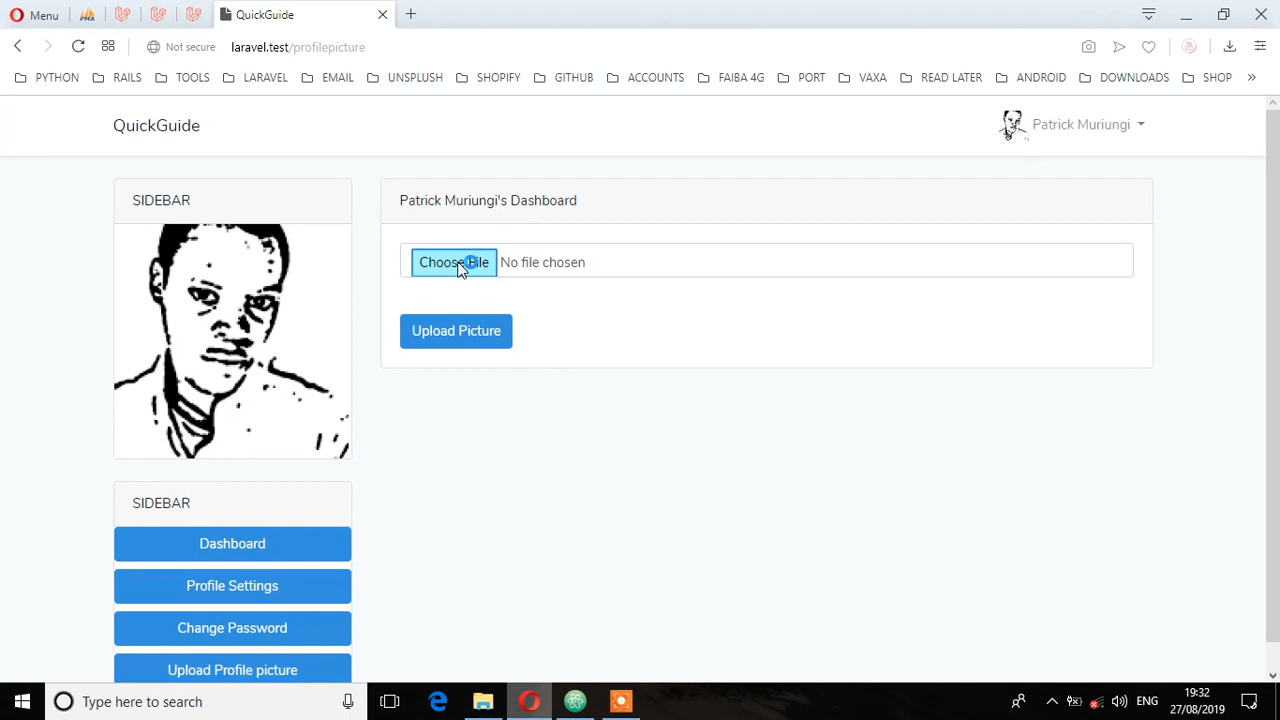 Menu
PMA
QuickGuide
Not secure
laravel.test/profilepicture
PYTHON
RAILS
TOOLS
LARAVEL
EMAIL
UNSPLUSH
SHOPIFY
GITHUB
ACCOUNTS
FAIBA 4G
PORT
VAXA
READ LATER
ANDROID
DOWNLOADS
SHOP
QuickGuide
Patrick Muriungi
SIDEBAR
Patrick Muriungi's Dashboard
Choose File No file chosen
Upload Picture
SIDEBAR
Dashboard
Profile Settings
Change Password
Upload Profile picture
Type here to search
ENG
19:32
27/08/2019